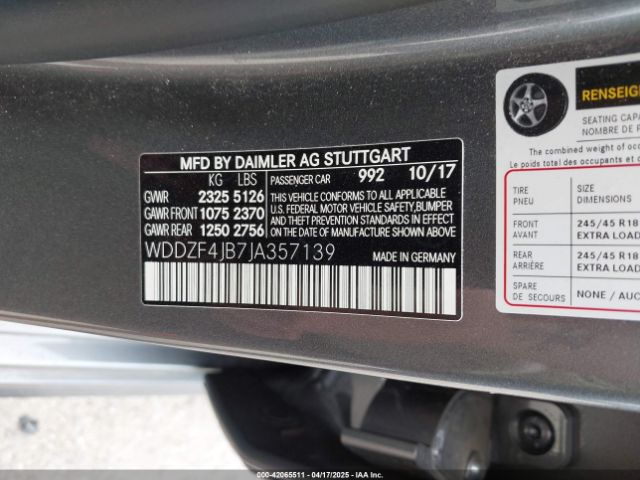 MFD BY DAIMLER AG STUTTGART
KG LBS PASSENGER CAR 992 10/17
GVWR 2325 5126
GAWR FRONT 1075 2370
GAWR REAR 1250 2756
THIS VEHICLE CONFORMS TO ALL APPLICABLE
U.S. FEDERAL MOTOR VEHICLE SAFETY, BUMPER
AND THEFT PREVENTION STANDARDS IN EFFECT
ON THE DATE OF MANUFACTURE SHOWN ABOVE.
WDDZF4JB7JA357139 MADE IN GERMANY
RENSEIG
SEATING CAPA
NOMBRE DE P
The combined weight of occ
Le poids total des occupants et d
TIRE SIZE
PNEU DIMENSIONS
FRONT 245/45 R18
AVANT EXTRA LOAD
REAR 245/45 R18
ARRIÈRE EXTRA LOAD
SPARE
DE SECOURS NONE / AUC
000-42065511 - 04/17/2025 - IAAI.com